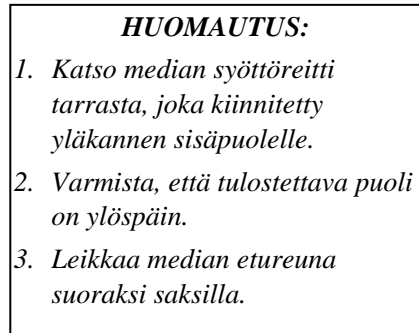 HUOMAUTUS:
1. Katso median syöttöreitti
tarrasta, joka kiinnitetty
yläkannen sisäpuolelle.
2. Varmista, että tulostettava puoli
on ylöspäin.
3. Leikkaa median etureuna
suoraksi saksilla.